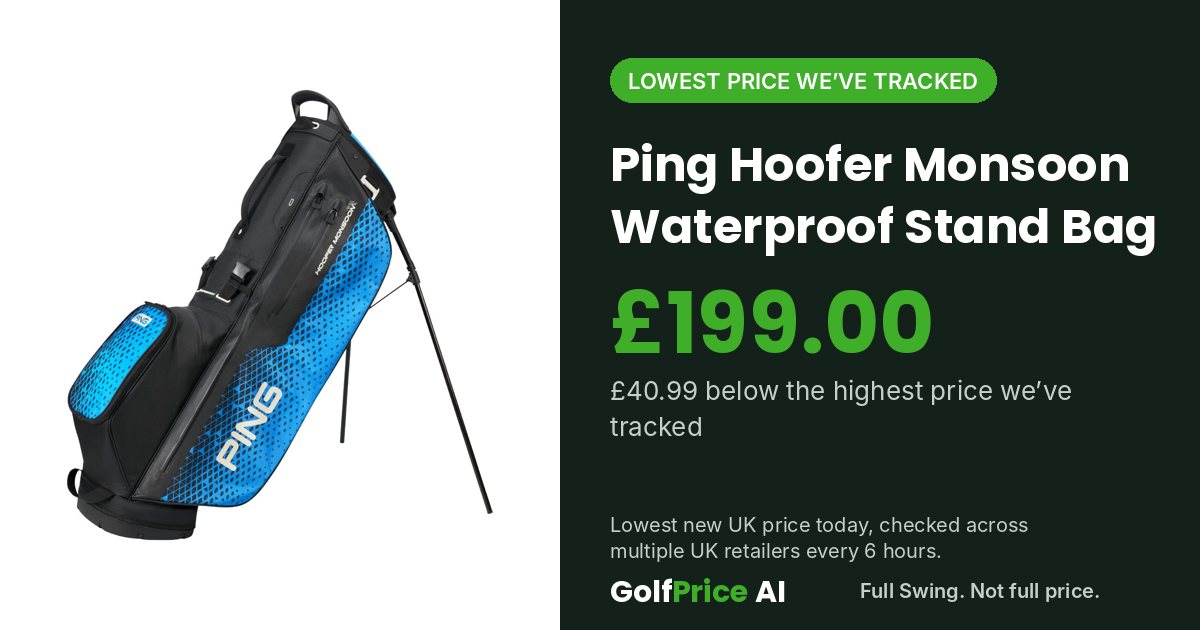 LOWEST PRICE WE’VE TRACKED
Ping Hoofer Monsoon
Waterproof Stand Bag
£199.00
£40.99 below the highest price we’ve
tracked
Lowest new UK price today, checked across
multiple UK retailers every 6 hours.
GolfPrice AI
Full Swing. Not full price.
HOOFER MONSOON
PING
PING